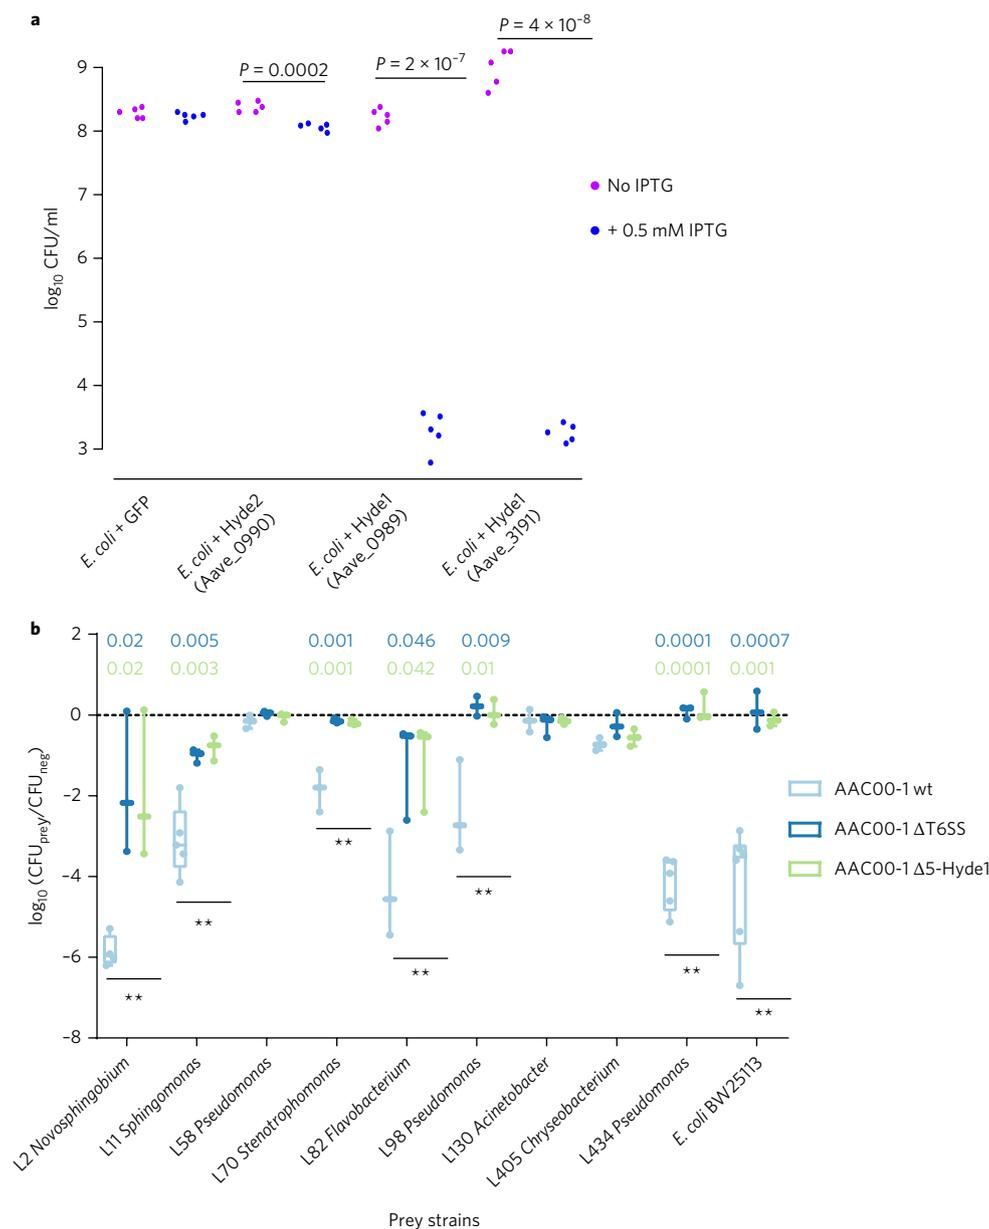 a
P = 4 × 10⁻⁸
P = 0.0002
P = 2 × 10⁻⁷
9
8
7
6
5
4
3
log₁₀ CFU/ml
No IPTG
+ 0.5 mM IPTG
E. coli + GFP
E. coli + Hyde2
(Aave_0990)
E. coli + Hyde1
(Aave_0989)
E. coli + Hyde1
(Aave_3191)
b
2
0
−2
−4
−6
−8
log₁₀ (CFUprey/CFUneg)
0.02 0.005 0.001 0.046 0.009 0.0001 0.0007
0.02 0.003 0.001 0.042 0.01 0.0001 0.001
**
**
**
**
**
**
**
AAC00-1 wt
AAC00-1 ΔT6SS
AAC00-1 Δ5-Hyde1
L2 Novosphingobium
L11 Sphingomonas
L58 Pseudomonas
L70 Stenotrophomonas
L82 Flavobacterium
L98 Pseudomonas
L130 Acinetobacter
L405 Chryseobacterium
L434 Pseudomonas
E. coli BW25113
Prey strains